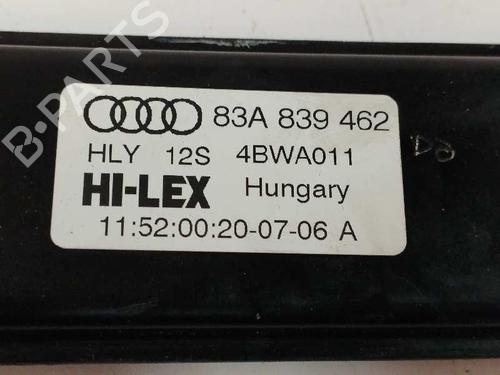 B-PARTS
83A 839 462
HLY 12S 4BWA011
HI-LEX Hungary
11:52:00:20-07-06 A